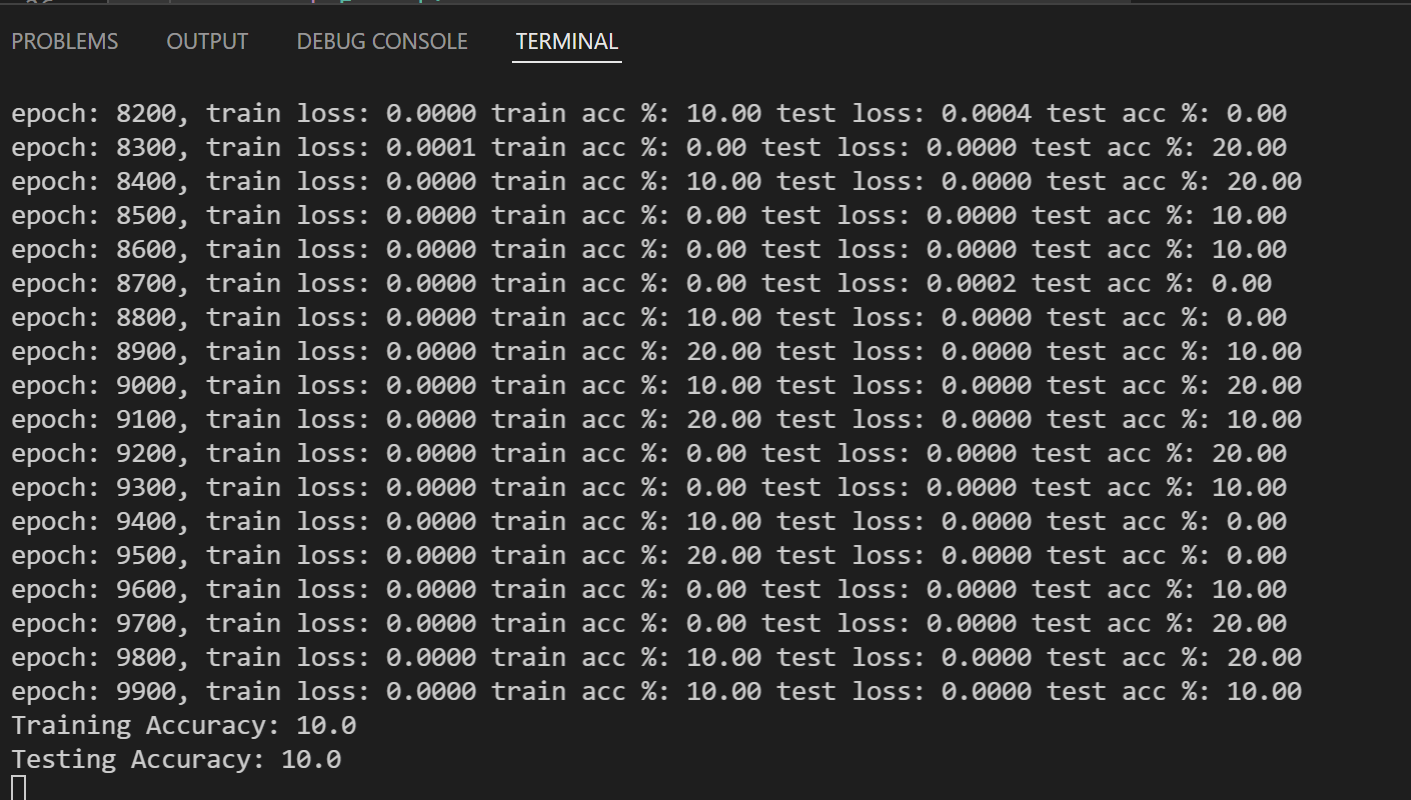 PROBLEMS OUTPUT DEBUG CONSOLE TERMINAL
epoch: 8200, train loss: 0.0000 train acc %: 10.00 test loss: 0.0004 test acc %: 0.00
epoch: 8300, train loss: 0.0001 train acc %: 0.00 test loss: 0.0000 test acc %: 20.00
epoch: 8400, train loss: 0.0000 train acc %: 10.00 test loss: 0.0000 test acc %: 20.00
epoch: 8500, train loss: 0.0000 train acc %: 0.00 test loss: 0.0000 test acc %: 10.00
epoch: 8600, train loss: 0.0000 train acc %: 0.00 test loss: 0.0000 test acc %: 10.00
epoch: 8700, train loss: 0.0000 train acc %: 0.00 test loss: 0.0002 test acc %: 0.00
epoch: 8800, train loss: 0.0000 train acc %: 10.00 test loss: 0.0000 test acc %: 0.00
epoch: 8900, train loss: 0.0000 train acc %: 20.00 test loss: 0.0000 test acc %: 10.00
epoch: 9000, train loss: 0.0000 train acc %: 10.00 test loss: 0.0000 test acc %: 20.00
epoch: 9100, train loss: 0.0000 train acc %: 20.00 test loss: 0.0000 test acc %: 10.00
epoch: 9200, train loss: 0.0000 train acc %: 0.00 test loss: 0.0000 test acc %: 20.00
epoch: 9300, train loss: 0.0000 train acc %: 0.00 test loss: 0.0000 test acc %: 10.00
epoch: 9400, train loss: 0.0000 train acc %: 10.00 test loss: 0.0000 test acc %: 0.00
epoch: 9500, train loss: 0.0000 train acc %: 20.00 test loss: 0.0000 test acc %: 0.00
epoch: 9600, train loss: 0.0000 train acc %: 0.00 test loss: 0.0000 test acc %: 10.00
epoch: 9700, train loss: 0.0000 train acc %: 0.00 test loss: 0.0000 test acc %: 20.00
epoch: 9800, train loss: 0.0000 train acc %: 10.00 test loss: 0.0000 test acc %: 20.00
epoch: 9900, train loss: 0.0000 train acc %: 10.00 test loss: 0.0000 test acc %: 10.00
Training Accuracy: 10.0
Testing Accuracy: 10.0